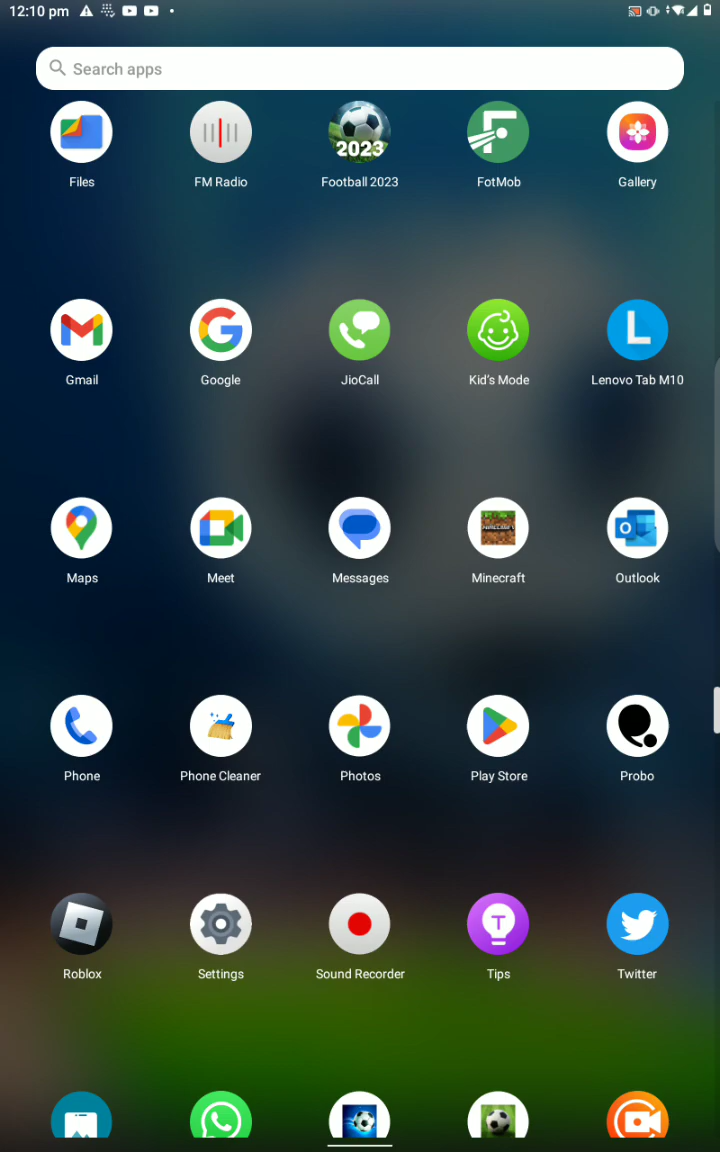 12:10 pm
Search apps
2023
Files FM Radio Football 2023 FotMob Gallery
Gmail Google JioCall Kid's Mode Lenovo Tab M10
Maps Meet Messages Minecraft Outlook
Phone Phone Cleaner Photos Play Store Probo
Roblox Settings Sound Recorder Tips Twitter